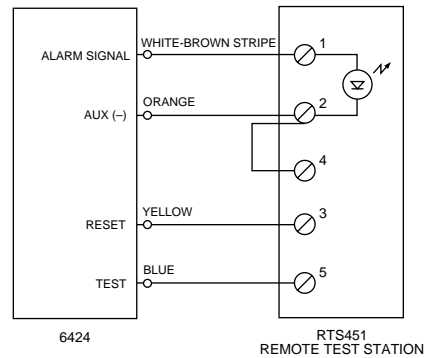 WHITE-BROWN STRIPE
1
ALARM SIGNAL
ORANGE
2
AUX (–)
4
YELLOW
3
RESET
BLUE
5
TEST
6424
RTS451
REMOTE TEST STATION